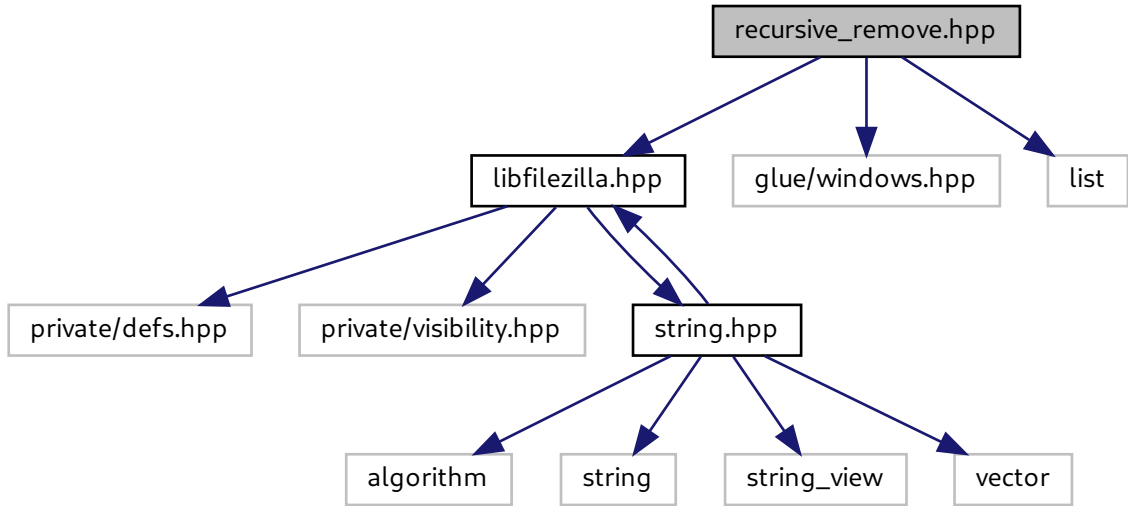 recursive_remove.hpp
libfilezilla.hpp
glue/windows.hpp
list
private/defs.hpp
private/visibility.hpp
string.hpp
algorithm
string
string_view
vector